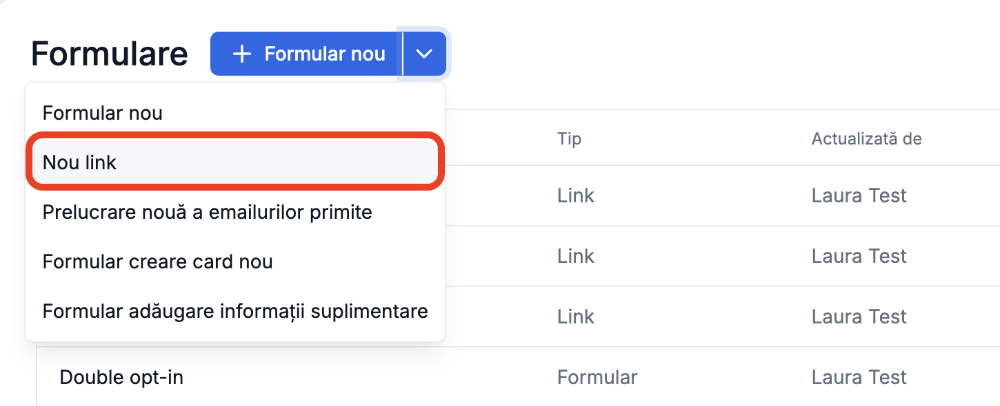 Formulare
Formular nou
Formular nou
Nou link
Prelucrare nouă a emailurilor primite
Formular creare card nou
Formular adăugare informații suplimentare
Tip Actualizată de
Link Laura Test
Link Laura Test
Link Laura Test
Double opt-in Formular Laura Test